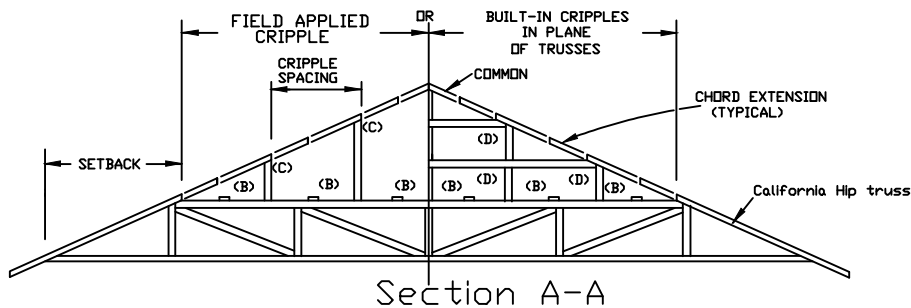 FIELD APPLIED
CRIPPLE
OR
BUILT-IN CRIPPLES
IN PLANE
OF TRUSSES
CRIPPLE
SPACING
COMMON
CHORD EXTENSION
(TYPICAL)
(C)
(D)
SETBACK
(C)
(B)
(B)
(B)
(B)
(D)
(B)
(D)
(B)
California Hip truss
Section A-A